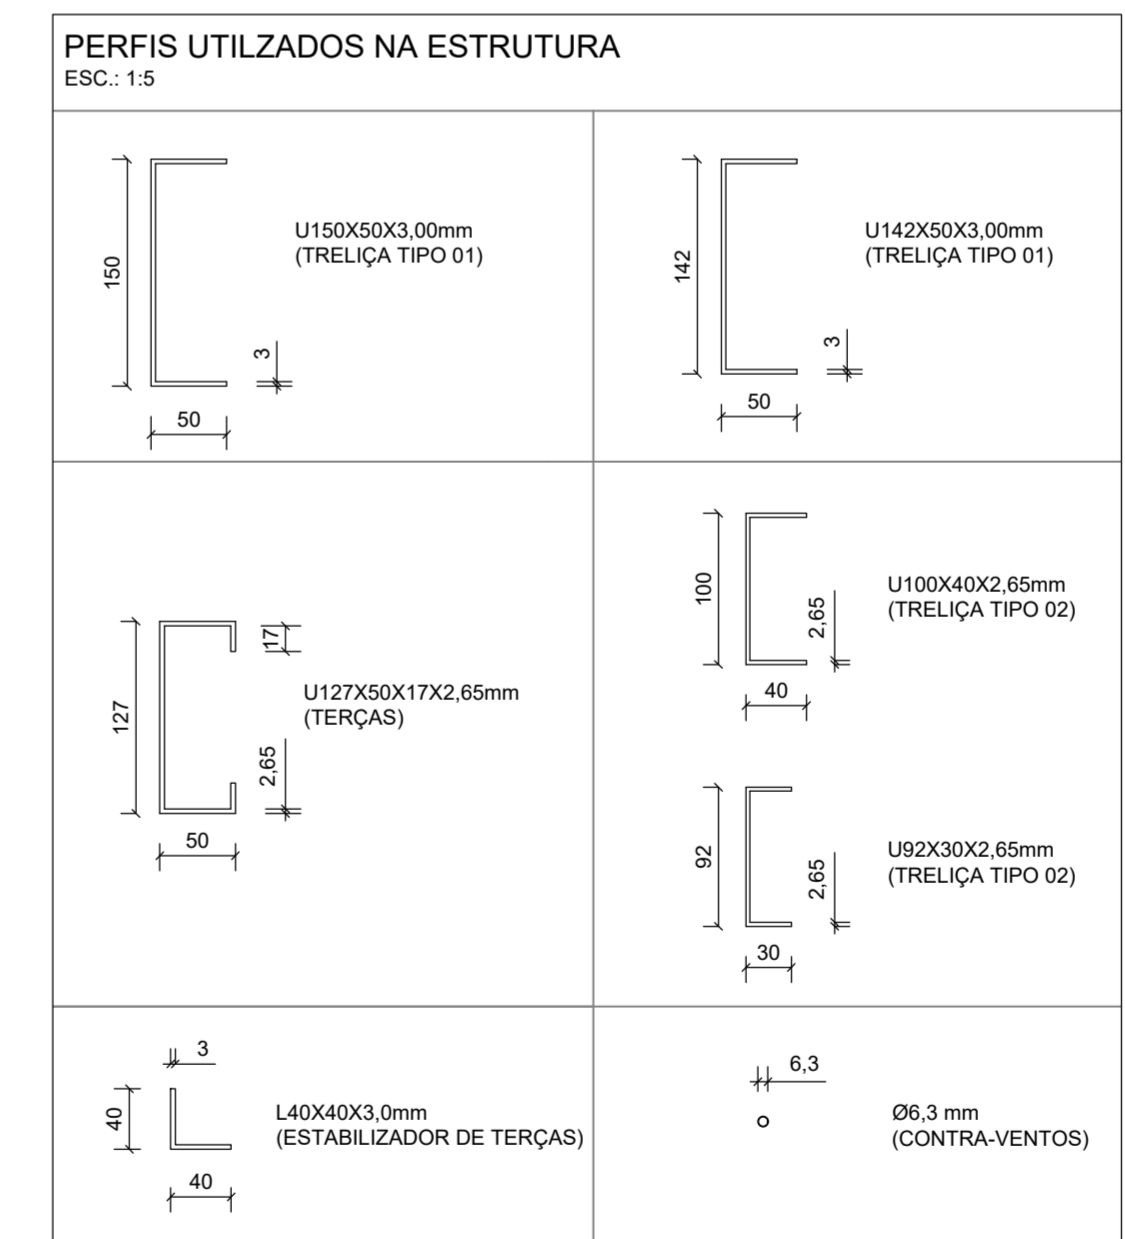 PERFIS UTILZADOS NA ESTRUTURA
ESC.: 1:5
150
U150X50X3,00mm
(TRELIÇA TIPO 01)
3
50
142
U142X50X3,00mm
(TRELIÇA TIPO 01)
3
50
127
17
U127X50X17X2,65mm
(TERÇAS)
2,65
50
100
U100X40X2,65mm
(TRELIÇA TIPO 02)
2,65
40
92
U92X30X2,65mm
(TRELIÇA TIPO 02)
2,65
30
3
40
L40X40X3,0mm
(ESTABILIZADOR DE TERÇAS)
40
6,3
Ø6,3 mm
(CONTRA-VENTOS)